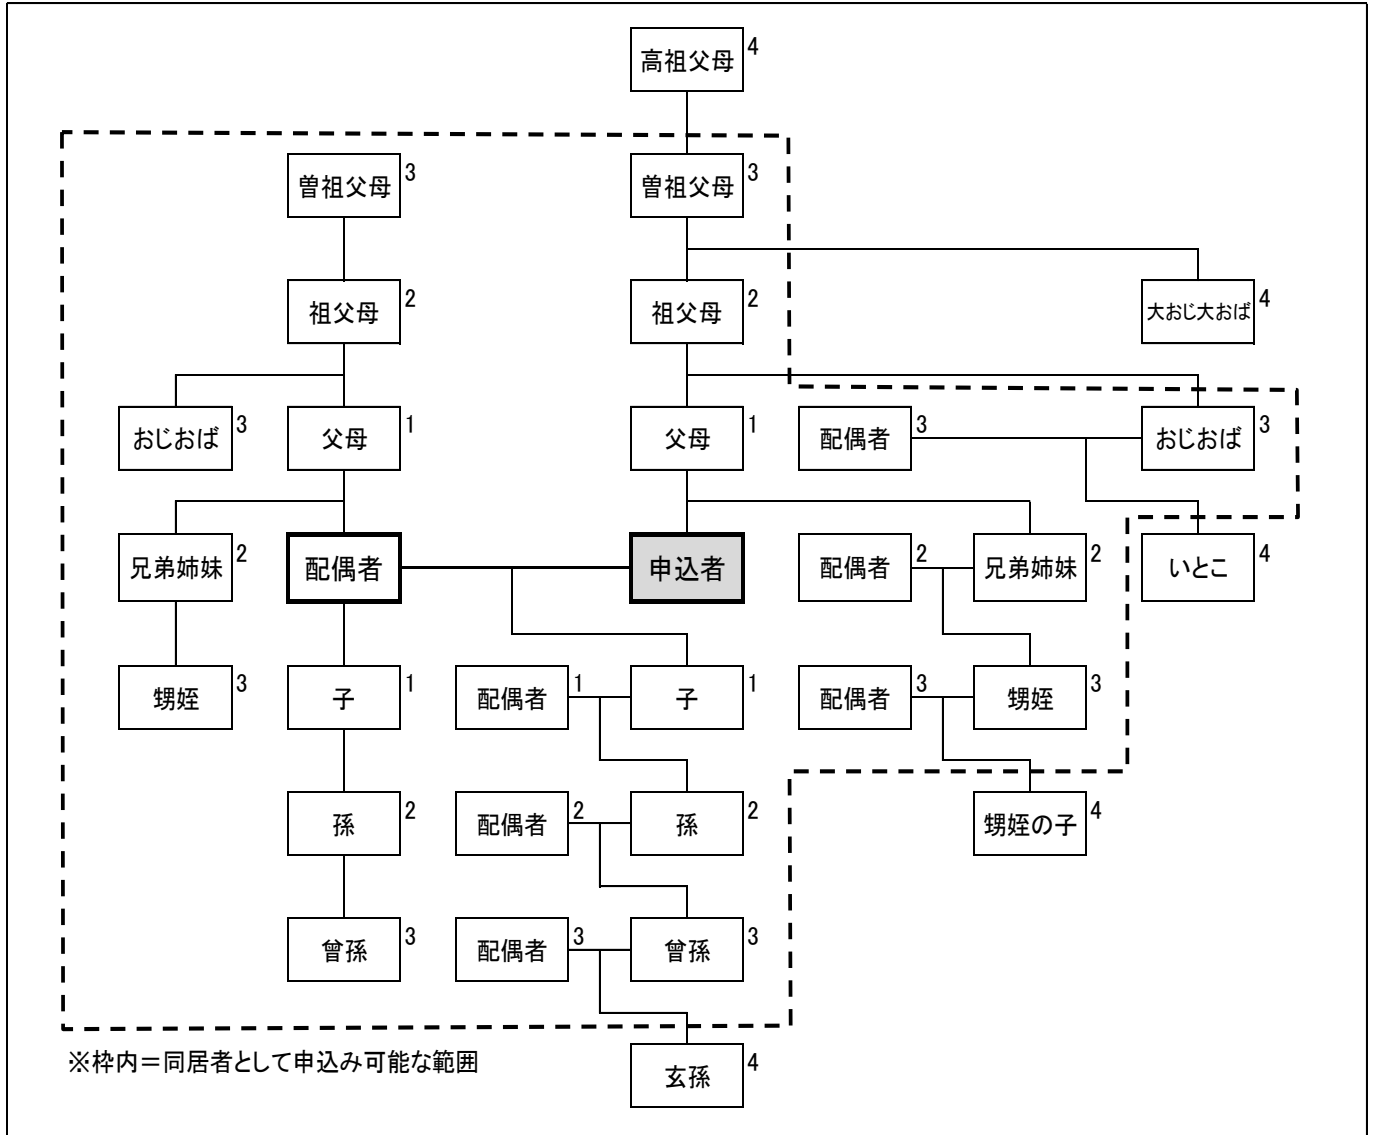 高祖父母 4
曽祖父母 3
曽祖父母 3
祖父母 2
祖父母 2
大おじ大おば 4
おじおば 3
父母 1
父母 1
配偶者 3
おじおば 3
兄弟姉妹 2
配偶者
申込者
配偶者 2
兄弟姉妹 2
いとこ 4
甥姪 3
子 1
配偶者 1
子 1
配偶者 3
甥姪 3
孫 2
配偶者 2
孫 2
甥姪の子 4
曾孫 3
配偶者 3
曾孫 3
※枠内＝同居者として申込み可能な範囲
玄孫 4